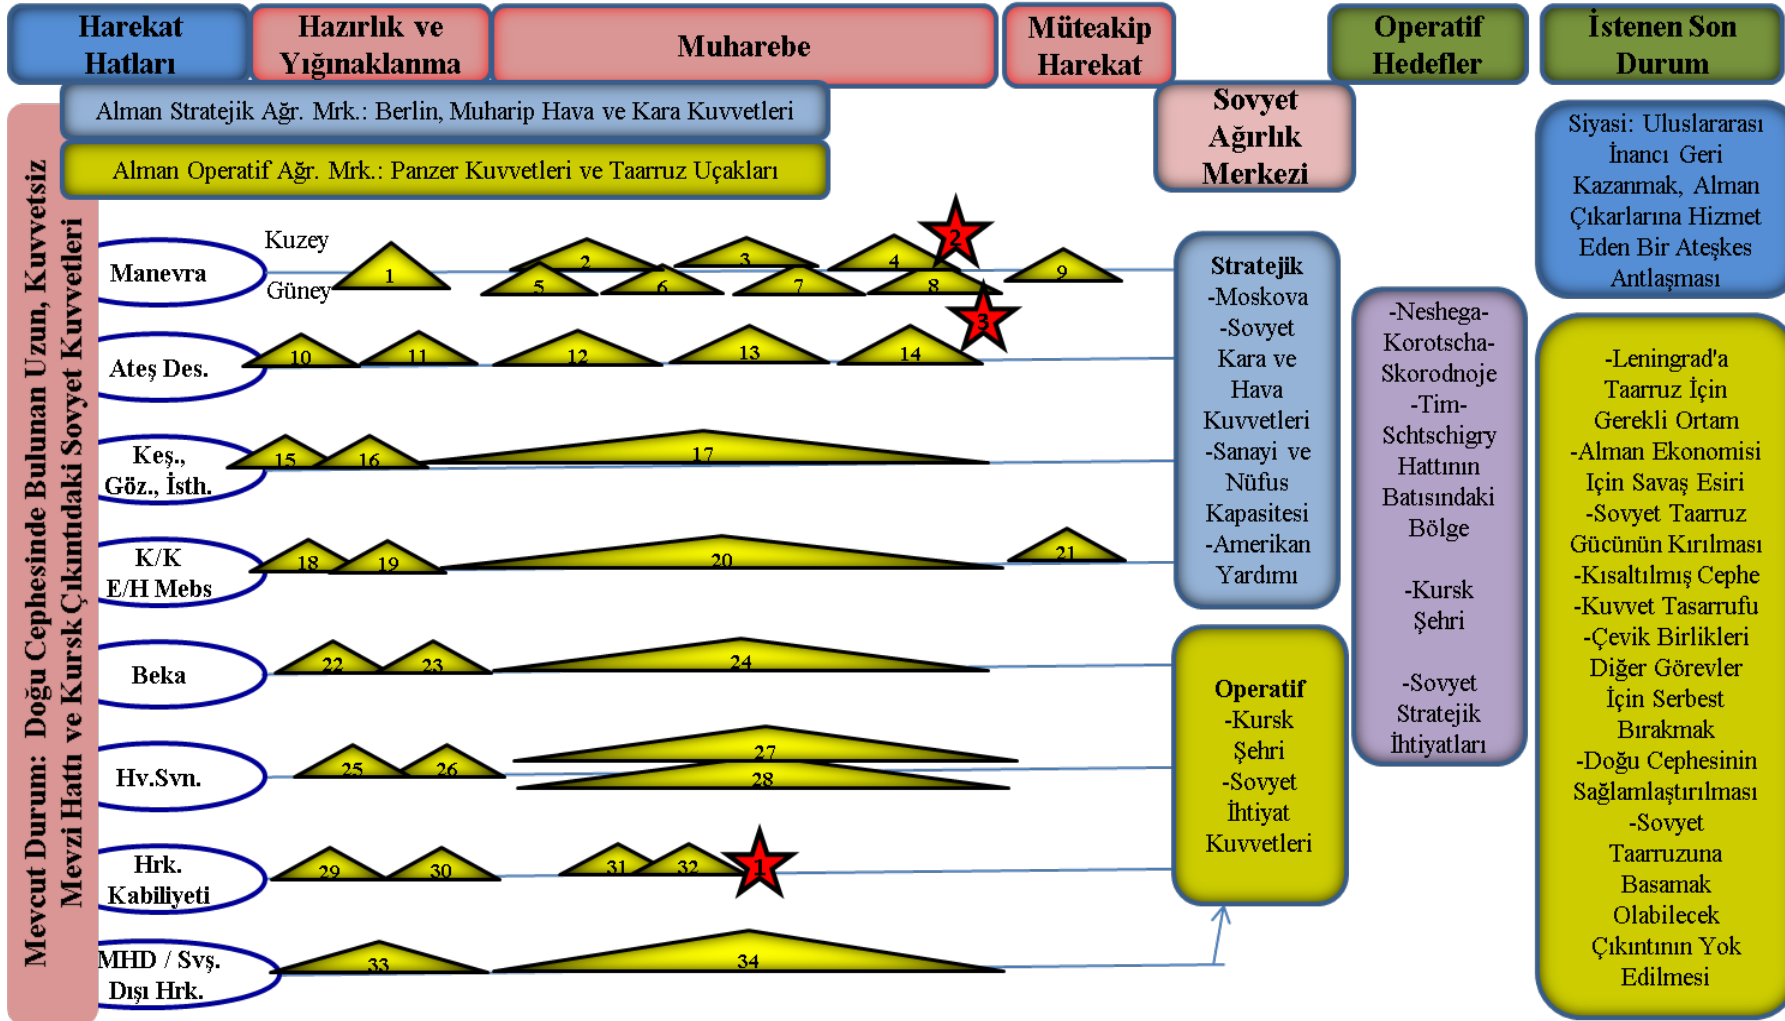 Harekat
Hatları
Hazırlık ve
Yığınaklanma
Muharebe
Müteakip
Harekat
Operatif
Hedefler
İstenen Son
Durum
Mevcut Durum: Doğu Cephesinde Bulunan Uzun, Kuvvetsiz
Mevzi Hattı ve Kursk Çıkıntıdaki Sovyet Kuvvetleri
Alman Stratejik Ağr. Mrk.: Berlin, Muharip Hava ve Kara Kuvvetleri
Alman Operatif Ağr. Mrk.: Panzer Kuvvetleri ve Taarruz Uçakları
Sovyet
Ağırlık
Merkezi
Kuzey
Güney
Manevra
1
2
3
4
2
5
6
7
8
9
Ateş Des.
10
11
12
13
14
3
Keş.,
Göz., İsth.
15
16
17
K/K
E/H Mebs
18
19
20
21
Beka
22
23
24
Hv.Svn.
25
26
27
28
Hrk.
Kabiliyeti
29
30
31
32
1
MHD / Svş.
Dışı Hrk.
33
34
Stratejik
-Moskova
-Sovyet
Kara ve
Hava
Kuvvetleri
-Sanayi ve
Nüfus
Kapasitesi
-Amerikan
Yardımı
Operatif
-Kursk
Şehri
-Sovyet
İhtiyat
Kuvvetleri
-Neshega-
Korotscha-
Skorodnoje
-Tim-
Schtschigry
Hattının
Batısındaki
Bölge
-Kursk
Şehri
-Sovyet
Stratejik
İhtiyatları
Siyasi: Uluslararası
İnancı Geri
Kazanmak, Alman
Çıkarlarına Hizmet
Eden Bir Ateşkes
Antlaşması
-Leningrad'a
Taarruz İçin
Gerekli Ortam
-Alman Ekonomisi
Için Savaş Esiri
-Sovyet Taarruz
Gücünün Kırılması
-Kısaltılmış Cephe
-Kuvvet Tasarrufu
-Çevik Birlikleri
Diğer Görevler
İçin Serbest
Bırakmak
-Doğu Cephesinin
Sağlamlaştırılması
-Sovyet
Taarruzuna
Basamak
Olabilecek
Çıkıntının Yok
Edilmesi